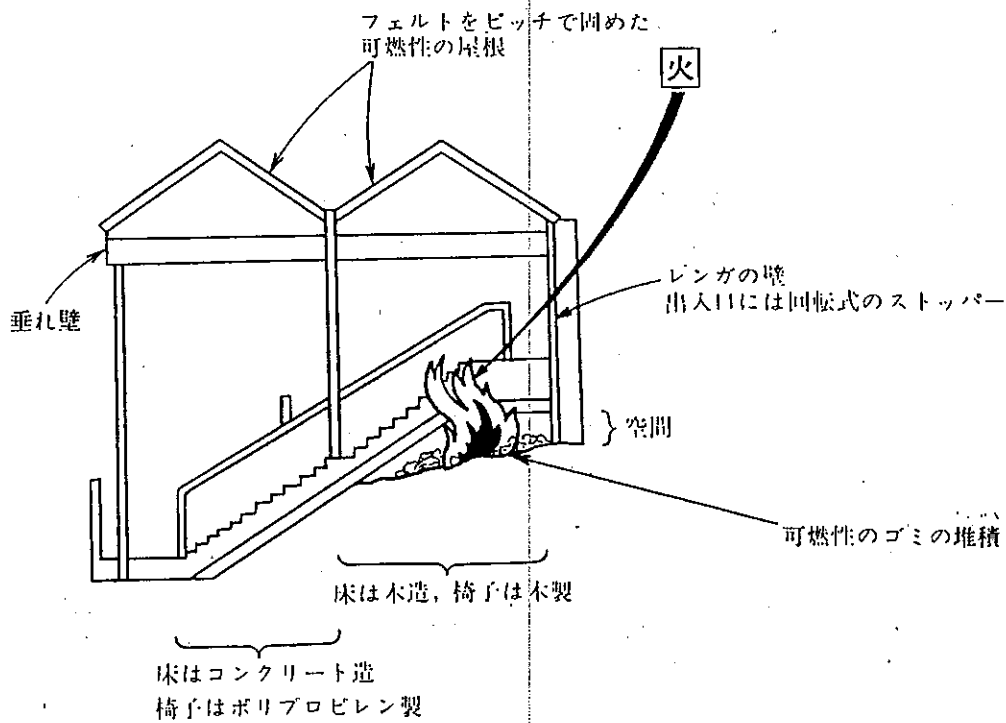 フェルトをピッチで固めた
可燃性の屋根
火
レンガの壁
出入口には回転式のストッパー
垂れ壁
空間
可燃性のゴミの堆積
床は木造，椅子は木製
床はコンクリート造
椅子はポリプロピレン製